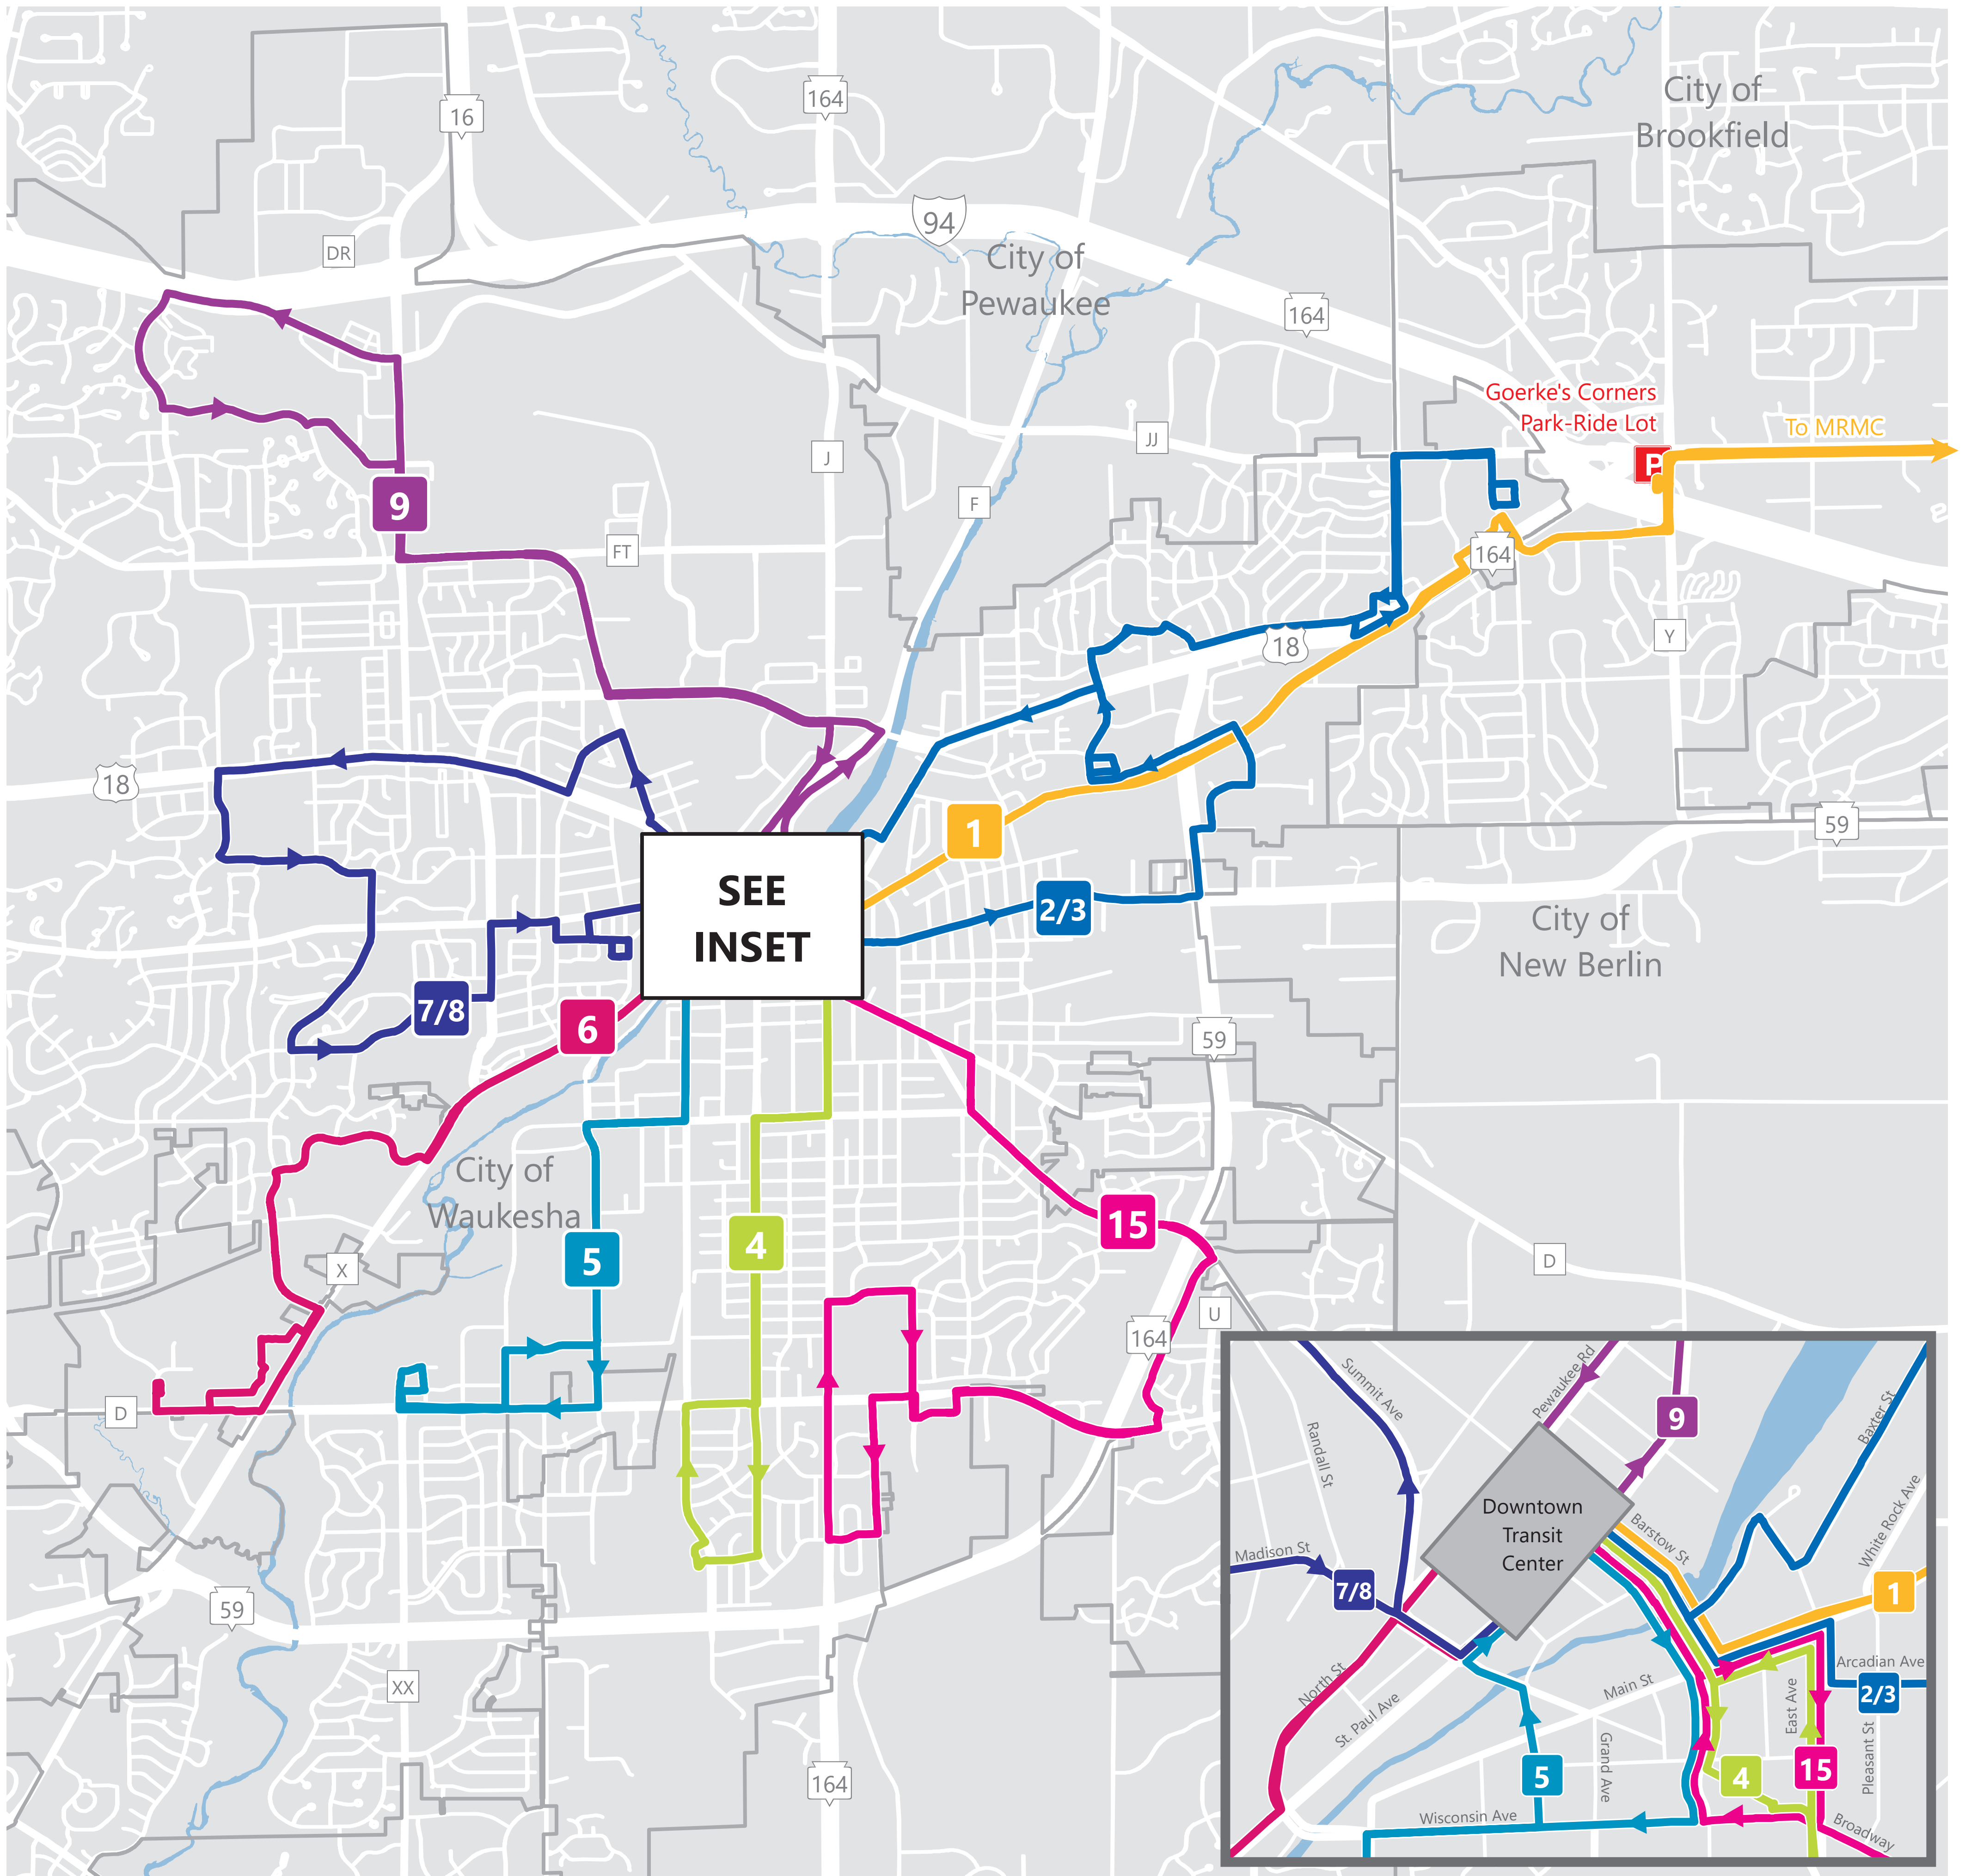 City of
Brookfield
16
164
94
DR
City of
Pewaukee
164
Goerke's Corners
Park-Ride Lot
To MRMC
P
J
JJ
9
F
FT
164
18
Y
18
1
59
SEE
INSET
2/3
City of
New Berlin
7/8
6
59
City of
Waukesha
15
5
4
X
D
U
164
D
59
XX
164
Summit Ave
Pewaukee Rd
9
Baxter St
Randall St
Downtown
Transit
Center
Barstow St
White Rock Ave
Madison St
7/8
1
North St
St. Paul Ave
Main St
East Ave
Arcadian Ave
2/3
Grand Ave
Pleasant St
5
4
15
Wisconsin Ave
Broadway